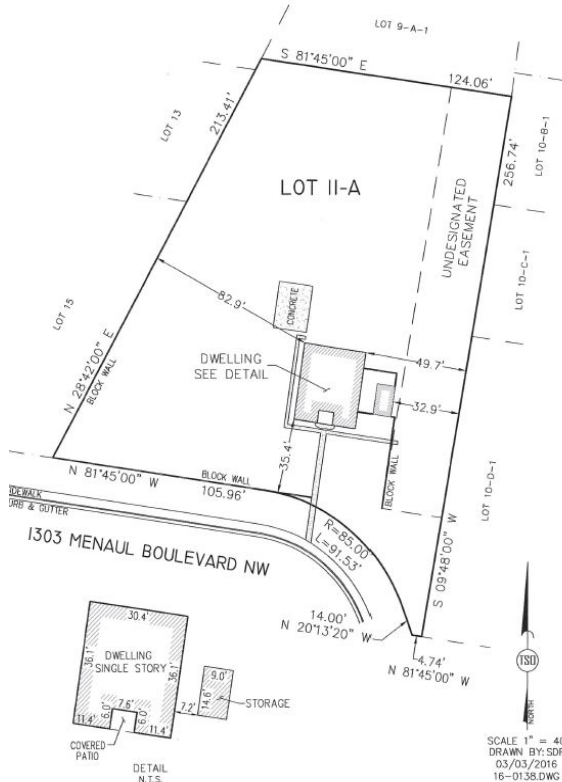 LOT 9-A-1
S 81°45'00" E
124.06'
LOT 13
213.41'
256.74'
LOT 10-B-1
LOT 11-A
UNDESIGNATED
EASEMENT
LOT 10-C-1
82.9'
CONCRETE
LOT 15
N 28°42'00" E
BLOCK WALL
DWELLING
SEE DETAIL
49.7'
32.9'
35.4'
BLOCK WALL
LOT 10-D-1
N 81°45'00" W
BLOCK WALL
105.96'
IDEWALK
URB & GUTTER
1303 MENAUL BOULEVARD NW
R=85.00'
L=91.53'
S 09°48'00" W
14.00'
N 20°13'20" W
4.74'
N 81°45'00" W
30.4'
DWELLING
SINGLE STORY
36.1'
36.1'
7.6'
6.0'
6.0'
11.4'
11.4'
7.2'
9.0'
14.6'
STORAGE
COVERED
PATIO
DETAIL
N.T.S.
TSD
NORTH
SCALE 1" = 40
DRAWN BY: SDF
03/03/2016
16-0138.DWG